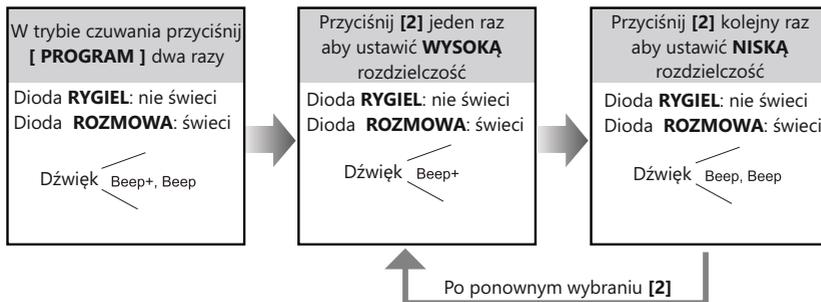 W trybie czuwania przyciśnij
[ PROGRAM ] dwa razy
Dioda RYGIEL: nie świeci
Dioda ROZMOWA: świeci
Dźwięk Beep+, Beep
Przyciśnij [2] jeden raz
aby ustawić WYSOKĄ
rozdzielczość
Dioda RYGIEL: nie świeci
Dioda ROZMOWA: świeci
Dźwięk Beep+
Przyciśnij [2] kolejny raz
aby ustawić NISKĄ
rozdzielczość
Dioda RYGIEL: nie świeci
Dioda ROZMOWA: świeci
Dźwięk Beep, Beep
Po ponownym wybraniu [2]